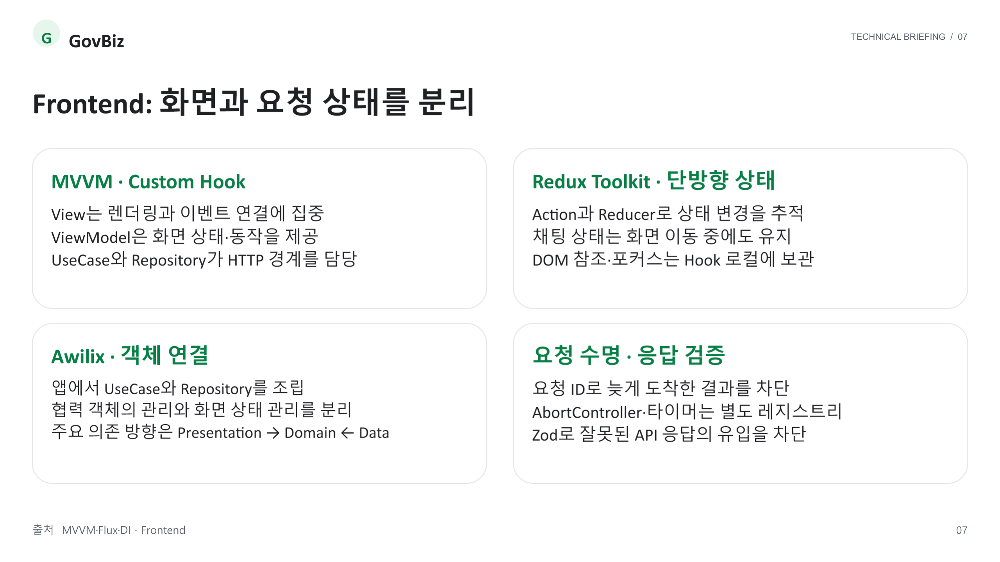 G GovBiz
TECHNICAL BRIEFING / 07
Frontend: 화면과 요청 상태를 분리
MVVM · Custom Hook
View는 렌더링과 이벤트 연결에 집중
ViewModel은 화면 상태·동작을 제공
UseCase와 Repository가 HTTP 경계를 담당
Redux Toolkit · 단방향 상태
Action과 Reducer로 상태 변경을 추적
채팅 상태는 화면 이동 중에도 유지
DOM 참조·포커스는 Hook 로컬에 보관
Awilix · 객체 연결
앱에서 UseCase와 Repository를 조립
협력 객체의 관리와 화면 상태 관리를 분리
주요 의존 방향은 Presentation → Domain ← Data
요청 수명 · 응답 검증
요청 ID로 늦게 도착한 결과를 차단
AbortController·타이머는 별도 레지스트리
Zod로 잘못된 API 응답의 유입을 차단
출처 MVVM·Flux·DI · Frontend
07